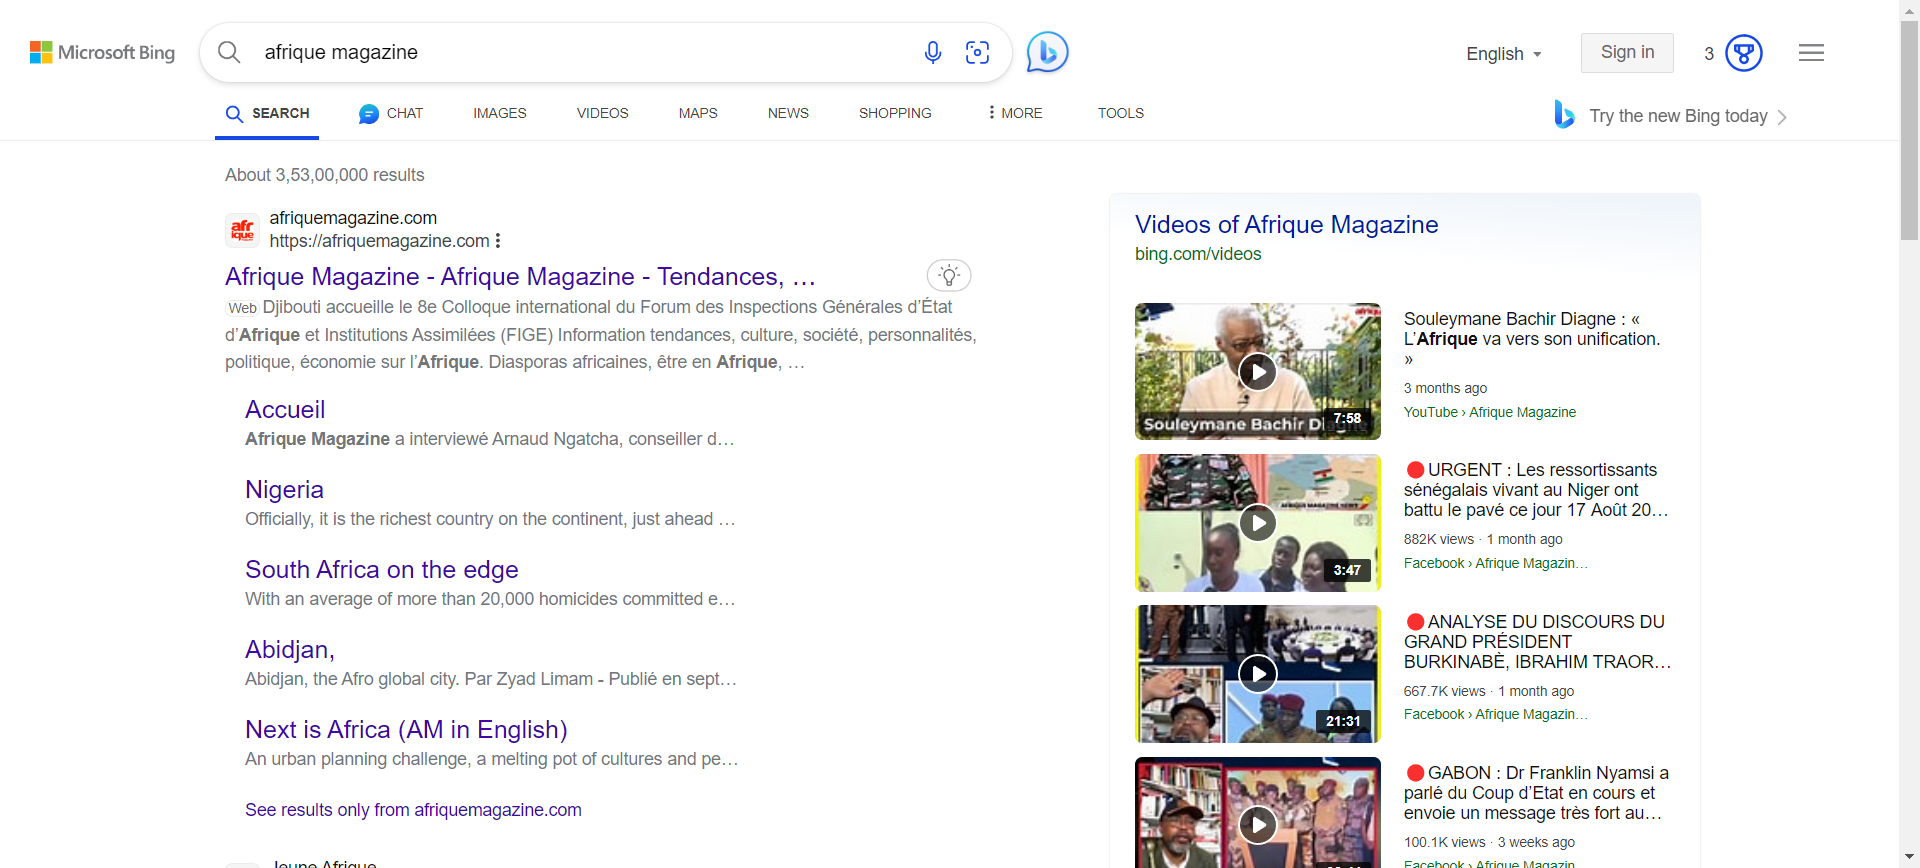 Microsoft Bing
afrique magazine
English
Sign in
3
SEARCH
CHAT
IMAGES
VIDEOS
MAPS
NEWS
SHOPPING
MORE
TOOLS
Try the new Bing today
About 3,53,00,000 results
afrique
afriquemagazine.com
https://afriquemagazine.com
Afrique Magazine - Afrique Magazine - Tendances, …
Web Djibouti accueille le 8e Colloque international du Forum des Inspections Générales d’État
d’Afrique et Institutions Assimilées (FIGE) Information tendances, culture, société, personnalités,
politique, économie sur l’Afrique. Diasporas africaines, être en Afrique, …
Accueil
Afrique Magazine a interviewé Arnaud Ngatcha, conseiller d…
Nigeria
Officially, it is the richest country on the continent, just ahead …
South Africa on the edge
With an average of more than 20,000 homicides committed e…
Abidjan,
Abidjan, the Afro global city. Par Zyad Limam - Publié en sept…
Next is Africa (AM in English)
An urban planning challenge, a melting pot of cultures and pe…
See results only from afriquemagazine.com
Jeune Afrique
Videos of Afrique Magazine
bing.com/videos
Souleymane Bachir Diagne
7:58
Souleymane Bachir Diagne : «
L’Afrique va vers son unification.
»
3 months ago
YouTube › Afrique Magazine
AFRIQUE MAGAZINE NEWS
3:47
URGENT : Les ressortissants
sénégalais vivant au Niger ont
battu le pavé ce jour 17 Août 20…
882K views · 1 month ago
Facebook › Afrique Magazin…
21:31
ANALYSE DU DISCOURS DU
GRAND PRÉSIDENT
BURKINABÈ, IBRAHIM TRAOR…
667.7K views · 1 month ago
Facebook › Afrique Magazin…
GABON : Dr Franklin Nyamsi a
parlé du Coup d’Etat en cours et
envoie un message très fort au…
100.1K views · 3 weeks ago
Facebook › Afrique Magazin